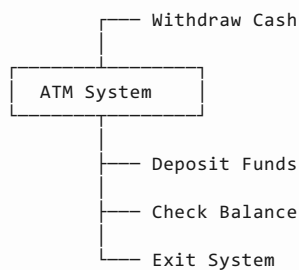 Withdraw Cash
ATM System
Deposit Funds
Check Balance
Exit System